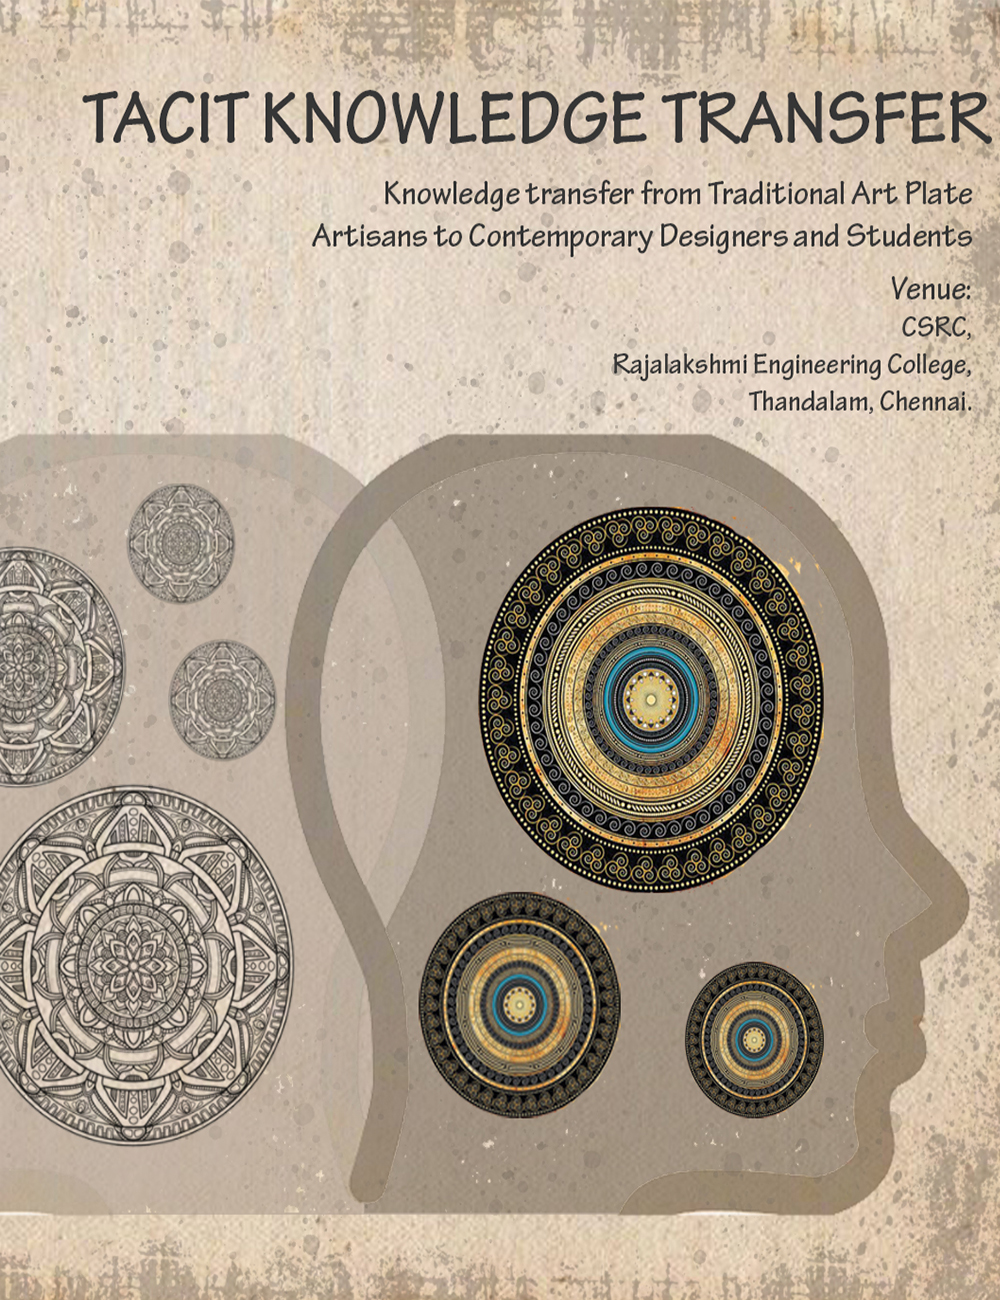 TACIT KNOWLEDGE TRANSFER
Knowledge transfer from Traditional Art Plate
Artisans to Contemporary Designers and Students
Venue:
CSRC,
Rajalakshmi Engineering College,
Thandalam, Chennai.